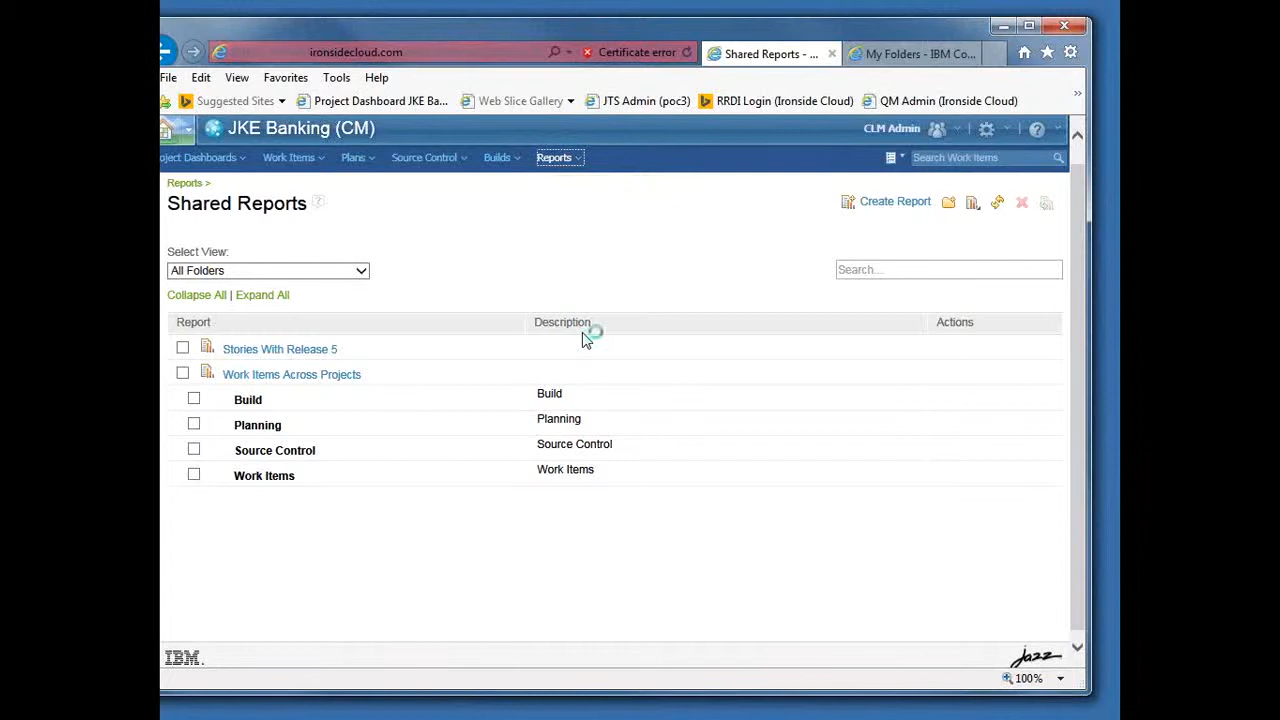 ironsidecloud.com
Certificate error
Shared Reports - ...
My Folders - IBM Co...
File Edit View Favorites Tools Help
Suggested Sites
Project Dashboard JKE Ba...
Web Slice Gallery
JTS Admin (poc3)
RRDI Login (Ironside Cloud)
QM Admin (Ironside Cloud)
JKE Banking (CM)
CLM Admin
oject Dashboards
Work Items
Plans
Source Control
Builds
Reports
Search Work Items
Reports >
Shared Reports
Create Report
Select View:
All Folders
Search...
Collapse All | Expand All
Report Description Actions
Stories With Release 5
Work Items Across Projects
Build Build
Planning Planning
Source Control Source Control
Work Items Work Items
IBM.
jazz
100%